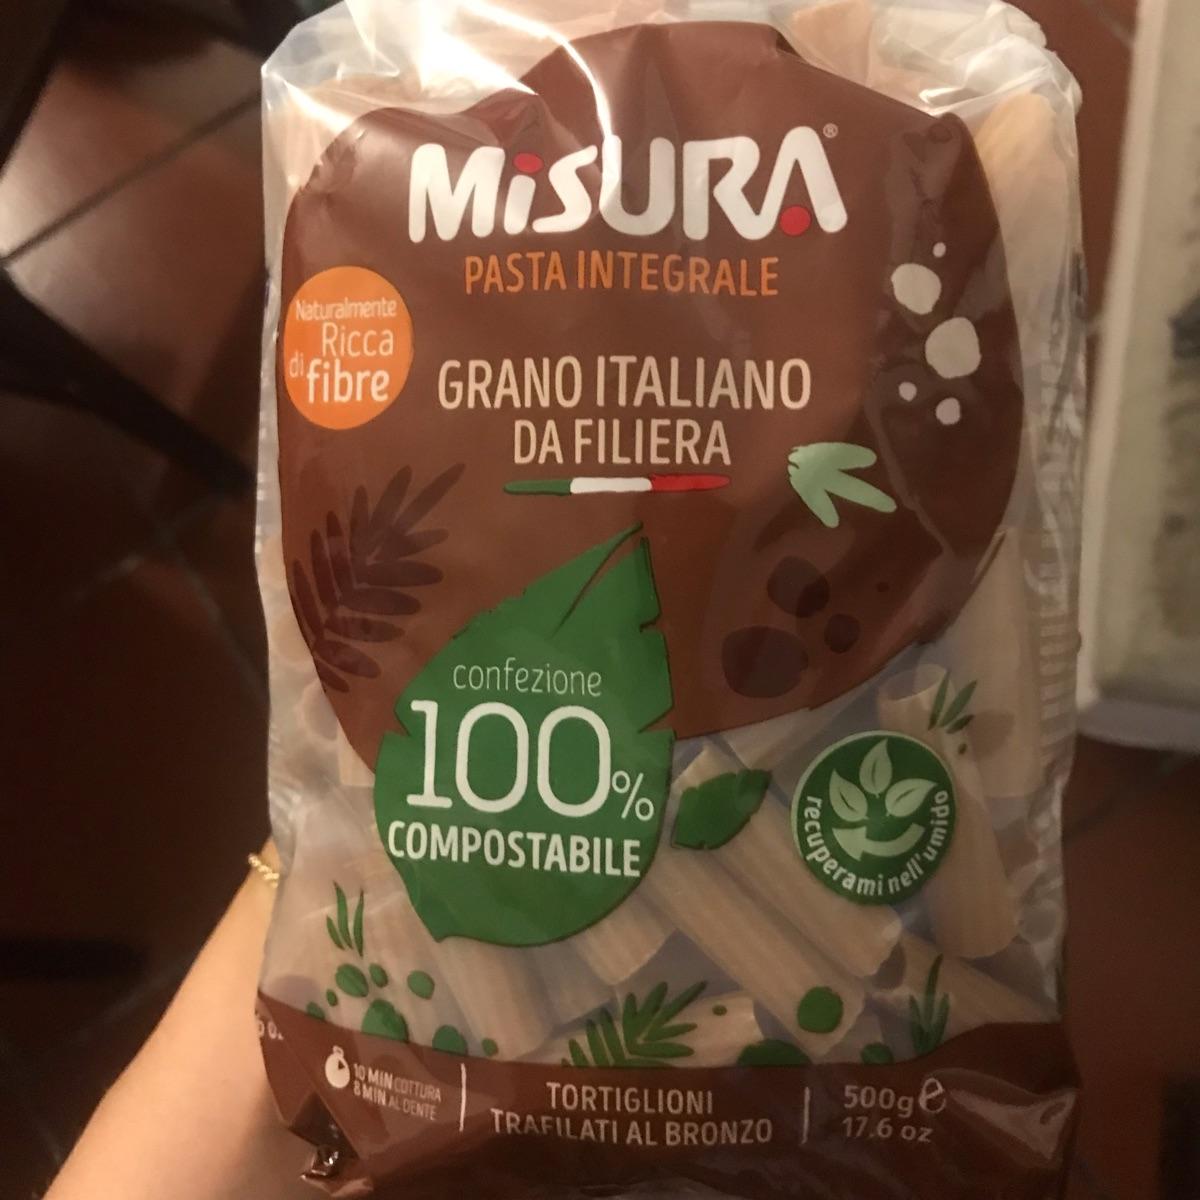 MiSURA®
PASTA INTEGRALE
Naturalmente
Ricca
di fibre
GRANO ITALIANO
DA FILIERA
confezione
100%
COMPOSTABILE
recuperami nell'umido
10 MIN COTTURA
8 MIN AL DENTE
TORTIGLIONI
TRAFILATI AL BRONZO
500g ℮
17.6 oz